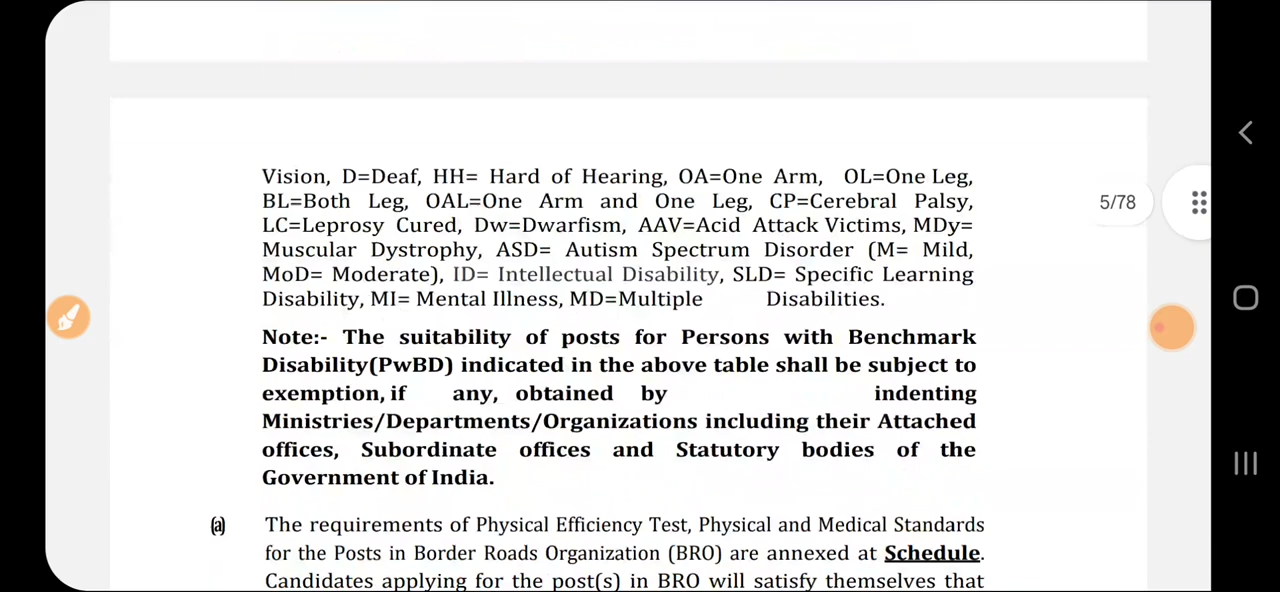 Vision, D=Deaf, HH= Hard of Hearing, OA=One Arm, OL=One Leg,
BL=Both Leg, OAL=One Arm and One Leg, CP=Cerebral Palsy,
LC=Leprosy Cured, Dw=Dwarfism, AAV=Acid Attack Victims, MDy=
Muscular Dystrophy, ASD= Autism Spectrum Disorder (M= Mild,
MoD= Moderate), ID= Intellectual Disability, SLD= Specific Learning
Disability, MI= Mental Illness, MD=Multiple Disabilities.
5/78
Note:- The suitability of posts for Persons with Benchmark
Disability(PwBD) indicated in the above table shall be subject to
exemption, if any, obtained by indenting
Ministries/Departments/Organizations including their Attached
offices, Subordinate offices and Statutory bodies of the
Government of India.
(a) The requirements of Physical Efficiency Test, Physical and Medical Standards
for the Posts in Border Roads Organization (BRO) are annexed at Schedule.
Candidates applying for the post(s) in BRO will satisfy themselves that